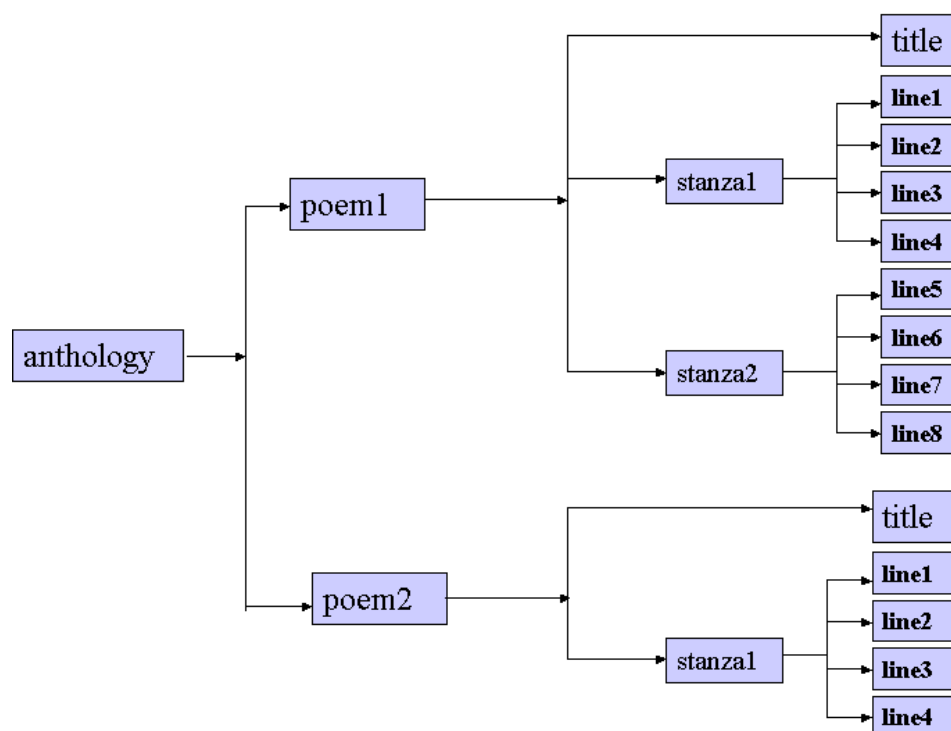 title
line1
line2
stanza1
line3
poem1
line4
line5
line6
anthology
stanza2
line7
line8
title
line1
poem2
line2
stanza1
line3
line4